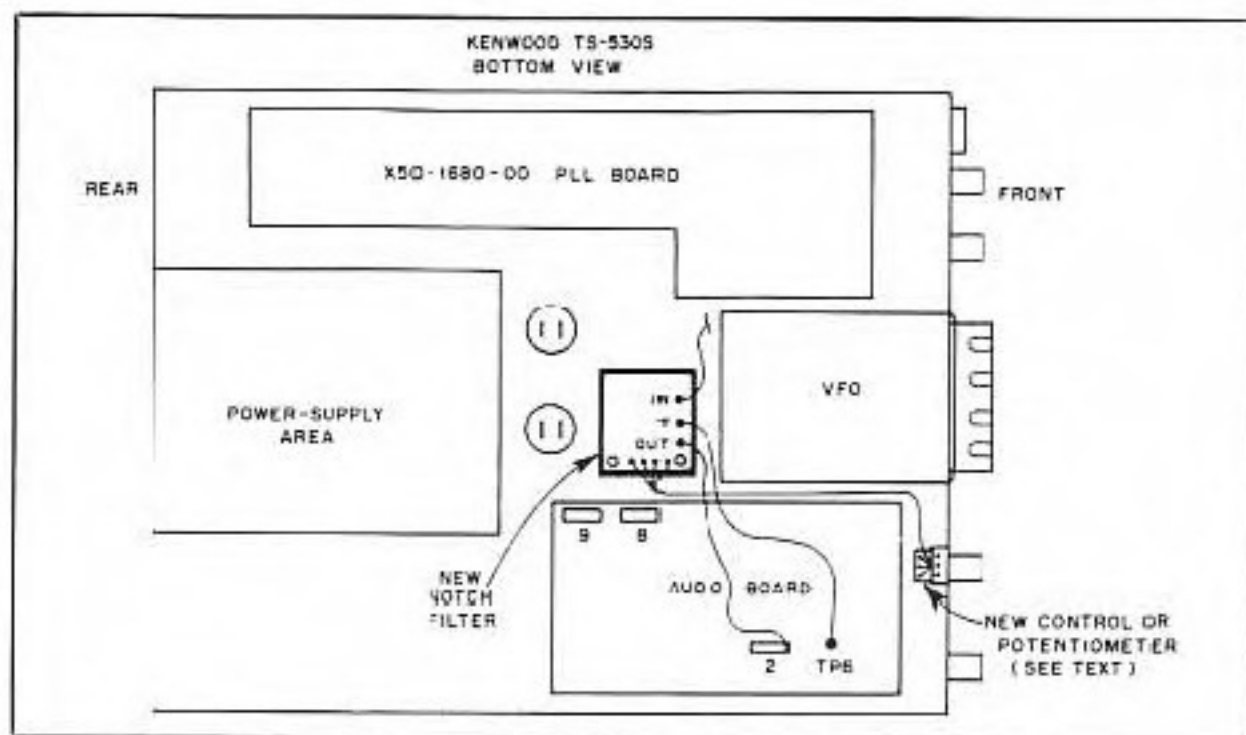 KENWOOD TS-530S
BOTTOM VIEW
X50-1680-00 PLL BOARD
REAR
FRONT
IN
OUT
VFO
POWER-SUPPLY
AREA
9
8
NEW
NOTCH
FILTER
AUDIO BOARD
2
TP6
NEW CONTROL OR
POTENTIOMETER
(SEE TEXT)